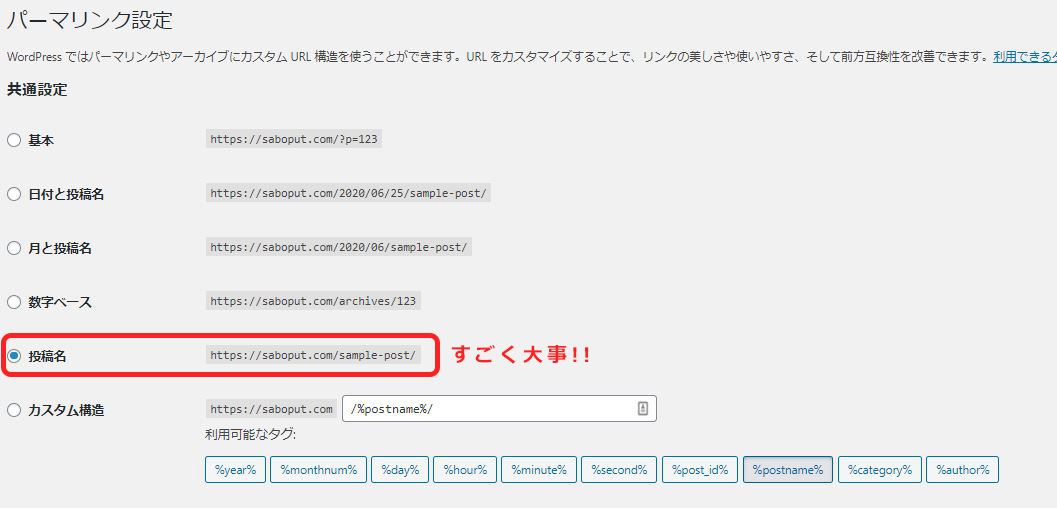 パーマリンク設定
WordPress ではパーマリンクやアーカイブにカスタム URL 構造を使うことができます。URL をカスタマイズすることで、リンクの美しさや使いやすさ、そして前方互換性を改善できます。利用できる
共通設定
基本 https://saboput.com/?p=123
日付と投稿名 https://saboput.com/2020/06/25/sample-post/
月と投稿名 https://saboput.com/2020/06/sample-post/
数字ベース https://saboput.com/archives/123
投稿名 https://saboput.com/sample-post/ すごく大事!!
カスタム構造 https://saboput.com /%postname%/
利用可能なタグ:
%year% %monthnum% %day% %hour% %minute% %second% %post_id% %postname% %category% %author%